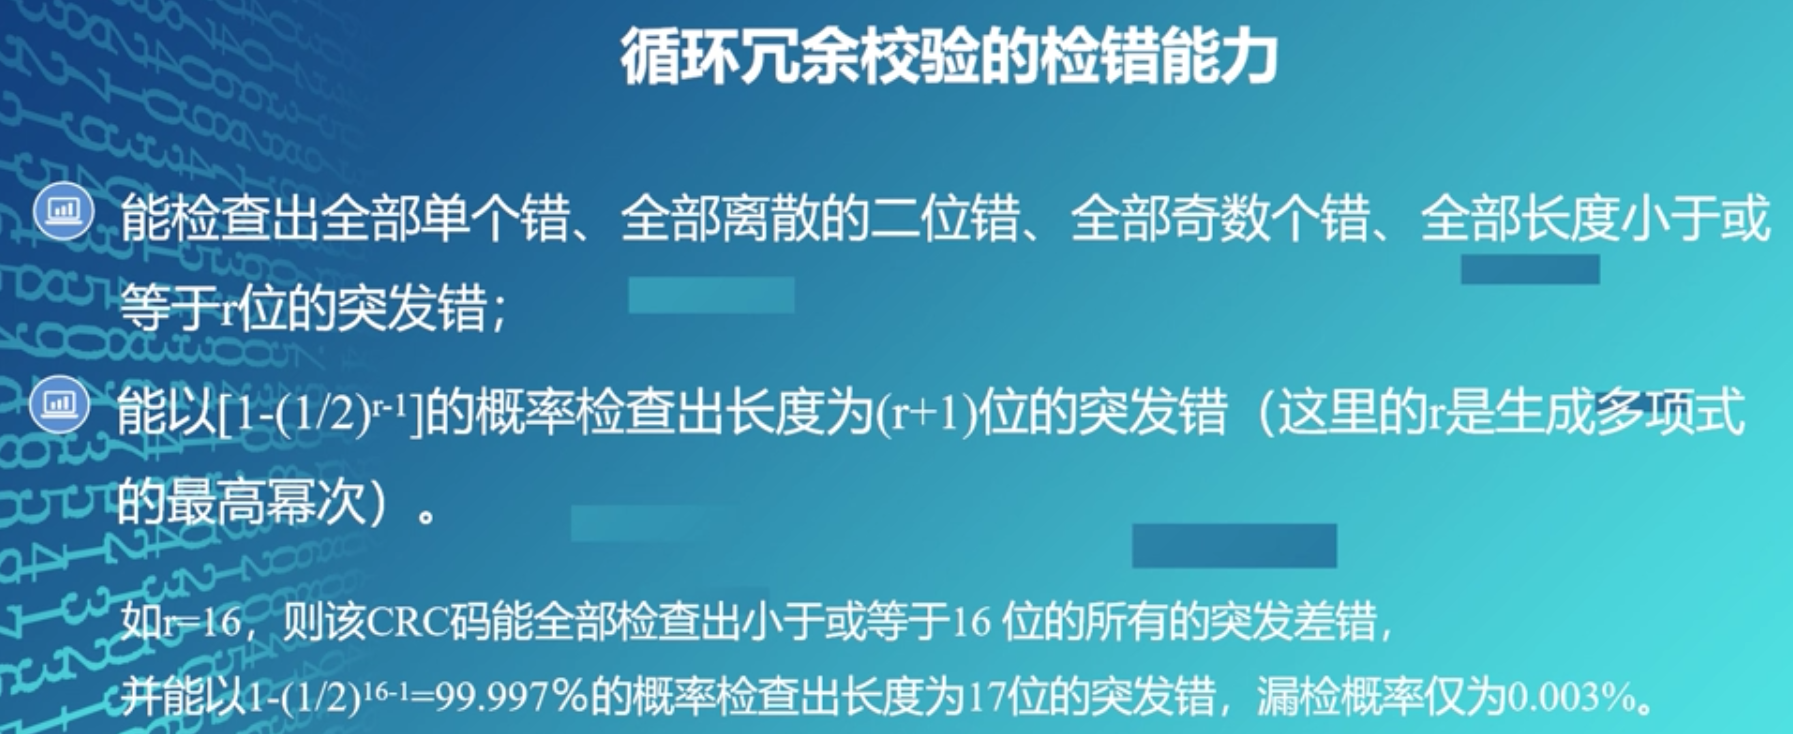 循环冗余校验的检错能力
能检查出全部单个错、全部离散的二位错、全部奇数个错、全部长度小于或
等于r位的突发错；
能以[1-(1/2)r-1]的概率检查出长度为(r+1)位的突发错（这里的r是生成多项式
的最高幂次）。
如r=16，则该CRC码能全部检查出小于或等于16 位的所有的突发差错，
并能以1-(1/2)16-1=99.997%的概率检查出长度为17位的突发错，漏检概率仅为0.003%。